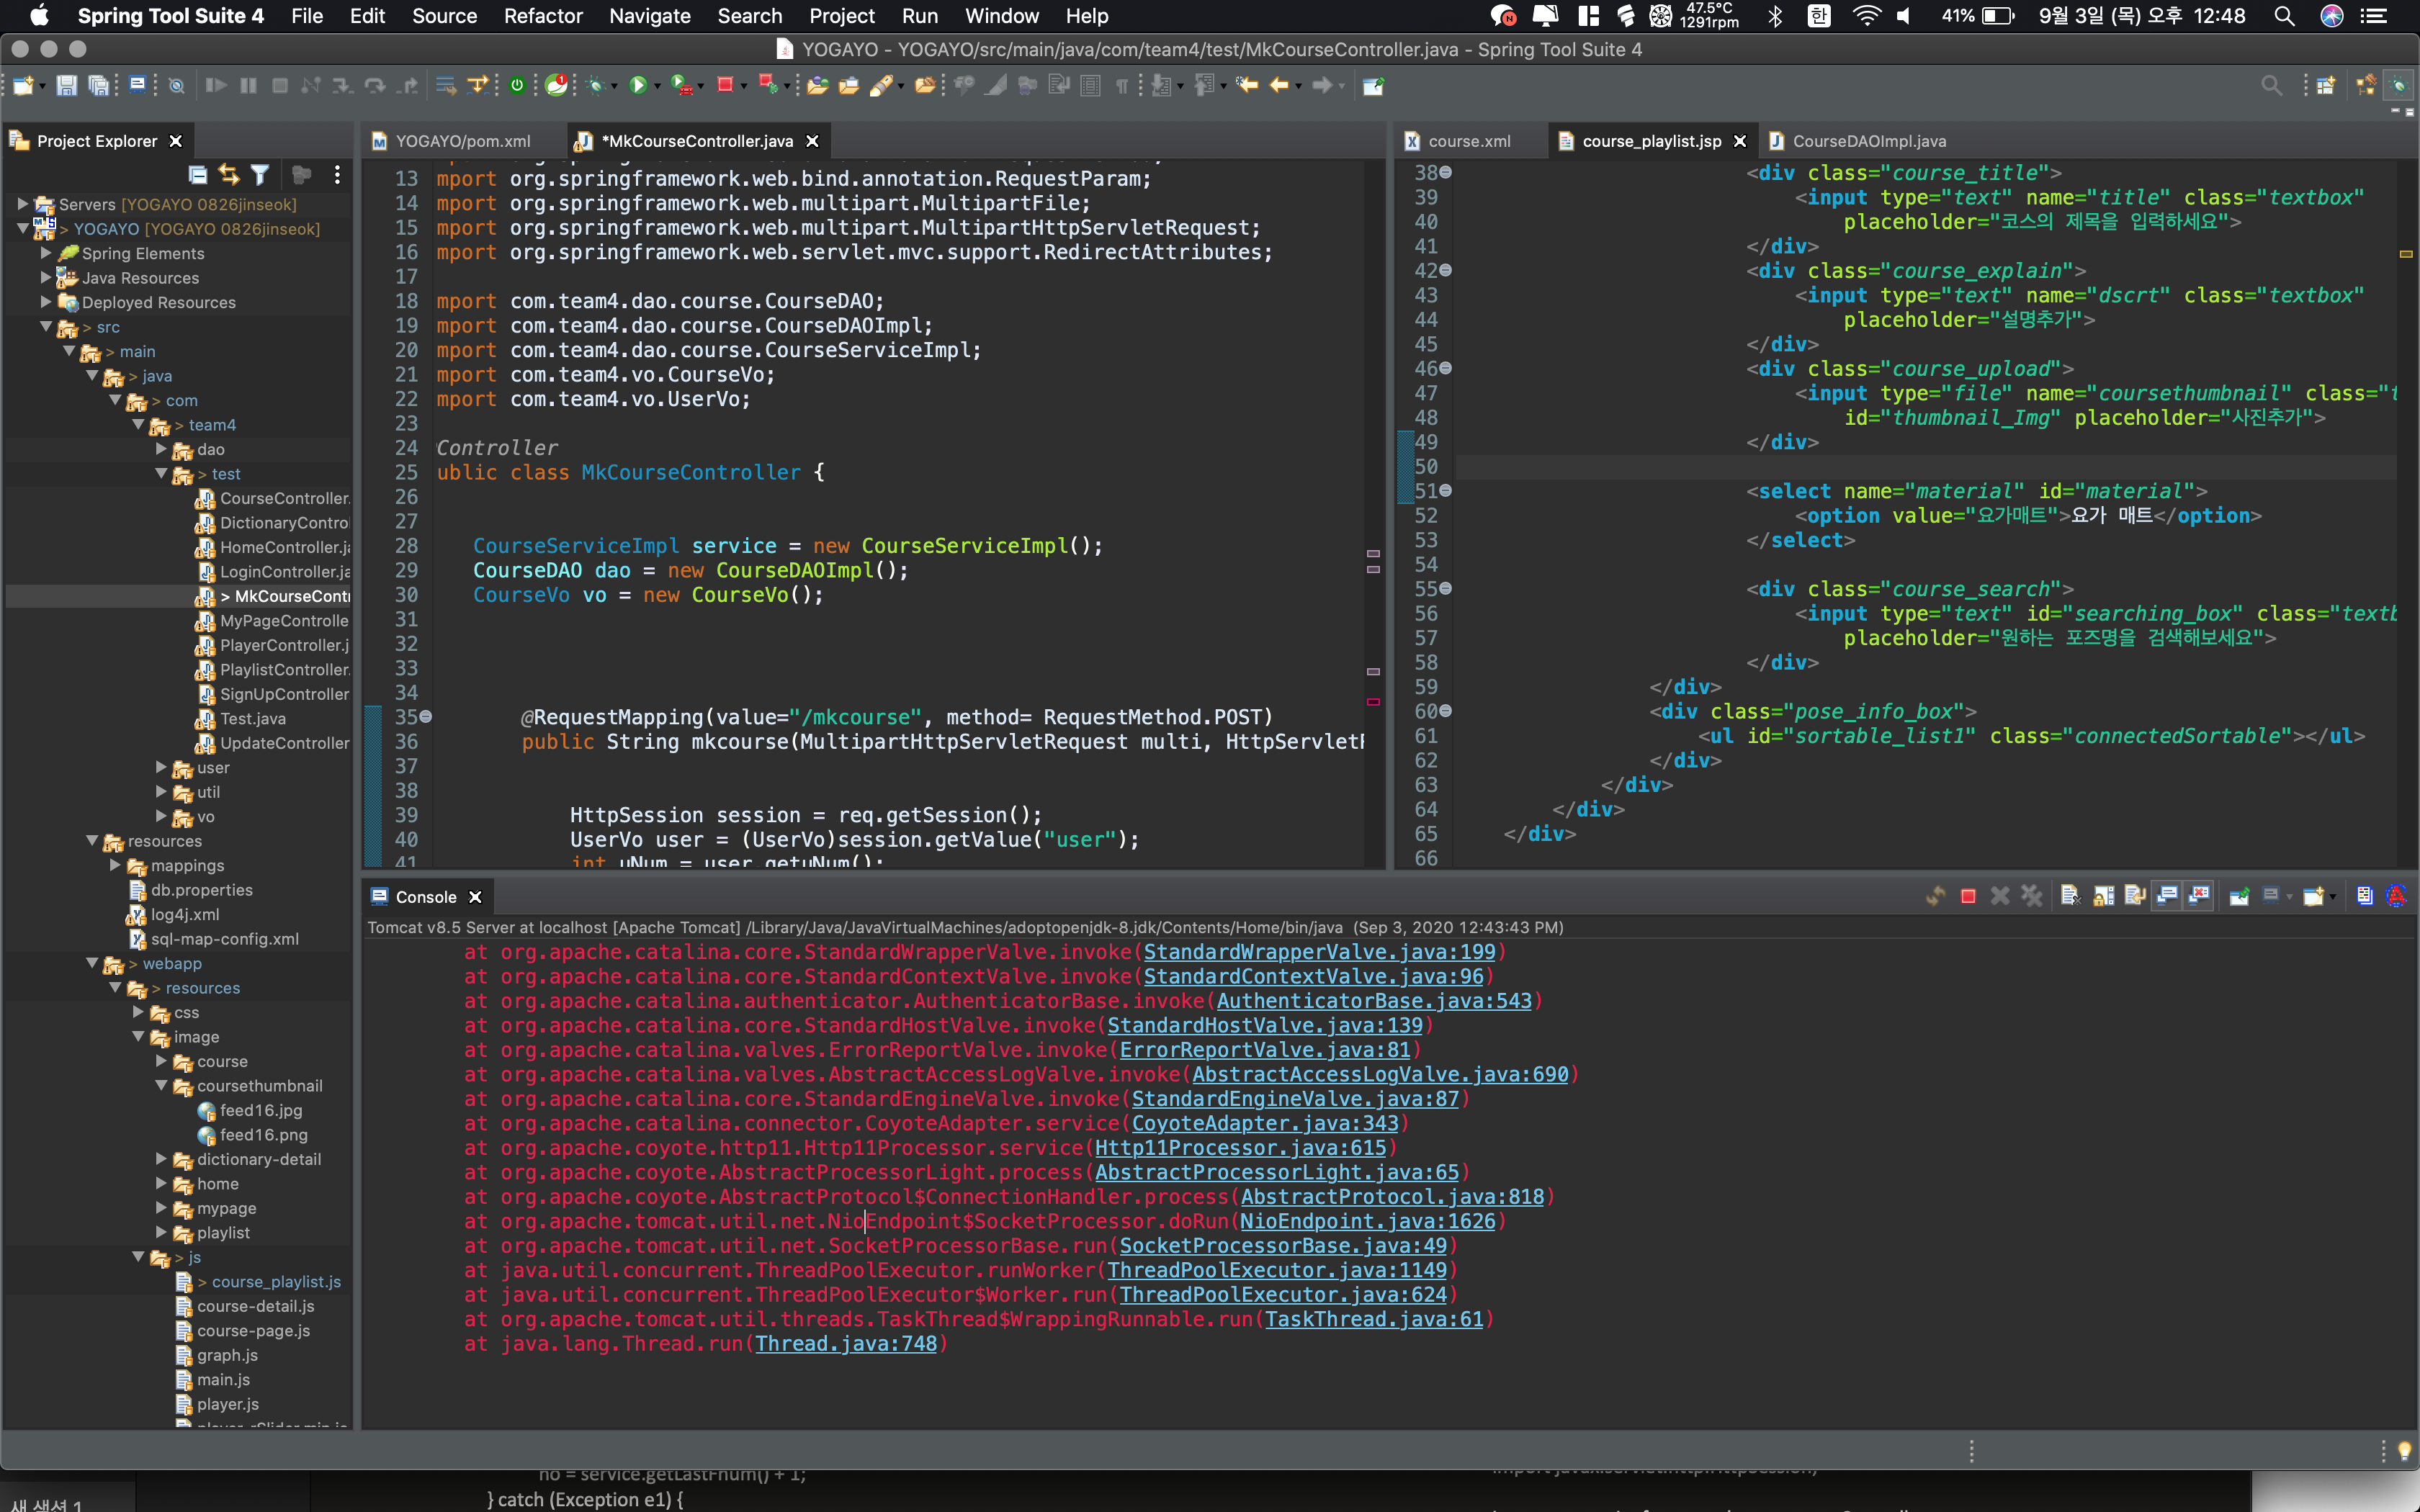 Spring Tool Suite 4 File Edit Source Refactor Navigate Search Project Run Window Help 47.5°C 1291rpm 한 41% 9월 3일 (목) 오후 12:48
YOGAYO - YOGAYO/src/main/java/com/team4/test/MkCourseController.java - Spring Tool Suite 4
Project Explorer
Servers [YOGAYO 0826jinseok]
> YOGAYO [YOGAYO 0826jinseok]
Spring Elements
Java Resources
Deployed Resources
> src
> main
> java
> com
> team4
dao
> test
CourseController.
DictionaryContro
HomeController.ja
LoginController.ja
> MkCourseCont
MyPageControlle
PlayerController.j
PlaylistController.
SignUpController
Test.java
UpdateController
user
util
vo
resources
mappings
db.properties
log4j.xml
sql-map-config.xml
> webapp
> resources
css
image
course
coursethumbnail
feed16.jpg
feed16.png
dictionary-detail
home
mypage
playlist
> js
> course_playlist.js
course-detail.js
course-page.js
graph.js
main.js
player.js
YOGAYO/pom.xml *MkCourseController.java
13 mport org.springframework.web.bind.annotation.RequestParam;
14 mport org.springframework.web.multipart.MultipartFile;
15 mport org.springframework.web.multipart.MultipartHttpServletRequest;
16 mport org.springframework.web.servlet.mvc.support.RedirectAttributes;
17
18 mport com.team4.dao.course.CourseDAO;
19 mport com.team4.dao.course.CourseDAOImpl;
20 mport com.team4.dao.course.CourseServiceImpl;
21 mport com.team4.vo.CourseVo;
22 mport com.team4.vo.UserVo;
23
24 Controller
25 ublic class MkCourseController {
26
27
28 CourseServiceImpl service = new CourseServiceImpl();
29 CourseDAO dao = new CourseDAOImpl();
30 CourseVo vo = new CourseVo();
31
32
33
34
35 @RequestMapping(value="/mkcourse", method= RequestMethod.POST)
36 public String mkcourse(MultipartHttpServletRequest multi, HttpServletF
37
38
39 HttpSession session = req.getSession();
40 UserVo user = (UserVo)session.getValue("user");
41 int uNum = user.getuNum();
course.xml course_playlist.jsp CourseDAOImpl.java
38 <div class="course_title">
39 <input type="text" name="title" class="textbox"
40 placeholder="코스의 제목을 입력하세요">
41 </div>
42 <div class="course_explain">
43 <input type="text" name="dscrt" class="textbox"
44 placeholder="설명추가">
45 </div>
46 <div class="course_upload">
47 <input type="file" name="coursethumbnail" class="t
48 id="thumbnail_Img" placeholder="사진추가">
49 </div>
50
51 <select name="material" id="material">
52 <option value="요가매트">요가 매트</option>
53 </select>
54
55 <div class="course_search">
56 <input type="text" id="searching_box" class="textb
57 placeholder="원하는 포즈명을 검색해보세요">
58 </div>
59 </div>
60 <div class="pose_info_box">
61 <ul id="sortable_list1" class="connectedSortable"></ul>
62 </div>
63 </div>
64 </div>
65 </div>
66
Console
Tomcat v8.5 Server at localhost [Apache Tomcat] /Library/Java/JavaVirtualMachines/adoptopenjdk-8.jdk/Contents/Home/bin/java (Sep 3, 2020 12:43:43 PM)
at org.apache.catalina.core.StandardWrapperValve.invoke(StandardWrapperValve.java:199)
at org.apache.catalina.core.StandardContextValve.invoke(StandardContextValve.java:96)
at org.apache.catalina.authenticator.AuthenticatorBase.invoke(AuthenticatorBase.java:543)
at org.apache.catalina.core.StandardHostValve.invoke(StandardHostValve.java:139)
at org.apache.catalina.valves.ErrorReportValve.invoke(ErrorReportValve.java:81)
at org.apache.catalina.valves.AbstractAccessLogValve.invoke(AbstractAccessLogValve.java:690)
at org.apache.catalina.core.StandardEngineValve.invoke(StandardEngineValve.java:87)
at org.apache.catalina.connector.CoyoteAdapter.service(CoyoteAdapter.java:343)
at org.apache.coyote.http11.Http11Processor.service(Http11Processor.java:615)
at org.apache.coyote.AbstractProcessorLight.process(AbstractProcessorLight.java:65)
at org.apache.coyote.AbstractProtocol$ConnectionHandler.process(AbstractProtocol.java:818)
at org.apache.tomcat.util.net.NioEndpoint$SocketProcessor.doRun(NioEndpoint.java:1626)
at org.apache.tomcat.util.net.SocketProcessorBase.run(SocketProcessorBase.java:49)
at java.util.concurrent.ThreadPoolExecutor.runWorker(ThreadPoolExecutor.java:1149)
at java.util.concurrent.ThreadPoolExecutor$Worker.run(ThreadPoolExecutor.java:624)
at org.apache.tomcat.util.threads.TaskThread$WrappingRunnable.run(TaskThread.java:61)
at java.lang.Thread.run(Thread.java:748)
no = service.getLastFnum() + 1;
} catch (Exception e1) {
새 색션 1